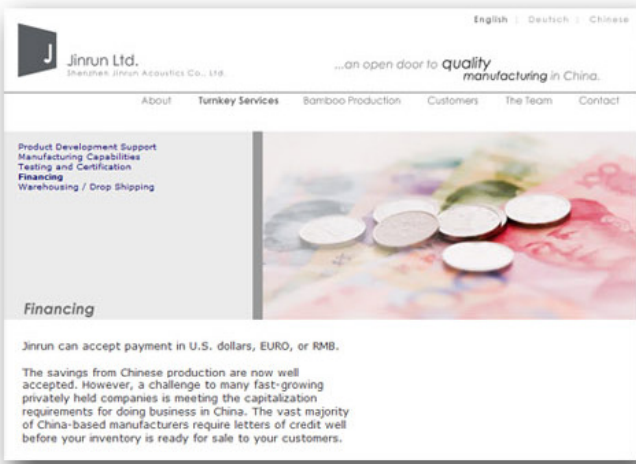 English | Deutsch | Chinese
J
Jinrun Ltd.
Shenzhen Jinrun Acoustics Co., Ltd.
...an open door to quality
manufacturing in China.
About Turnkey Services Bamboo Production Customers The Team Contact
Product Development Support
Manufacturing Capabilities
Testing and Certification
Financing
Warehousing / Drop Shipping
Financing
Jinrun can accept payment in U.S. dollars, EURO, or RMB.
The savings from Chinese production are now well
accepted. However, a challenge to many fast-growing
privately held companies is meeting the capitalization
requirements for doing business in China. The vast majority
of China-based manufacturers require letters of credit well
before your inventory is ready for sale to your customers.